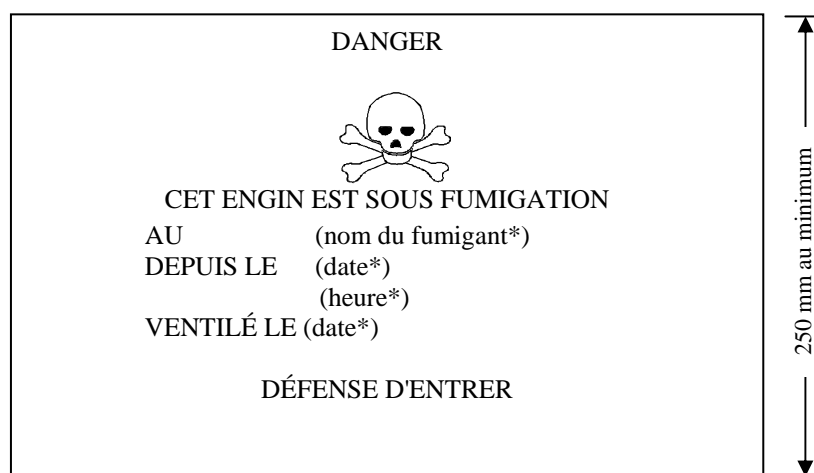 DANGER
CET ENGIN EST SOUS FUMIGATION
AU (nom du fumigant*)
DEPUIS LE (date*)
(heure*)
VENTILÉ LE (date*)
DÉFENSE D'ENTRER
250 mm au minimum